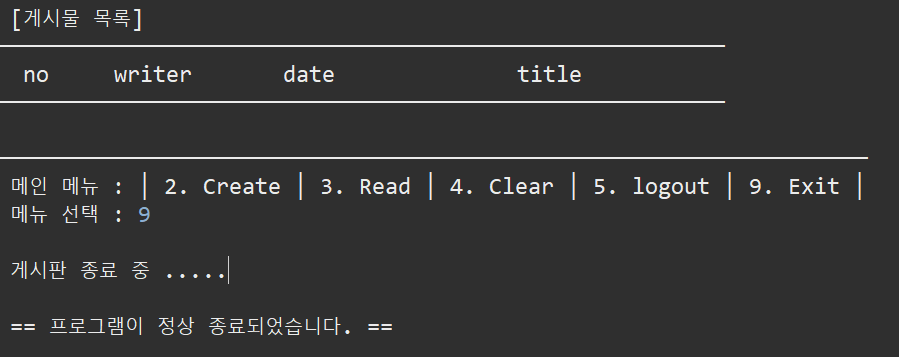 [게시물 목록]
no writer date title
메인 메뉴 : | 2. Create | 3. Read | 4. Clear | 5. logout | 9. Exit |
메뉴 선택 : 9
게시판 종료 중 .....
== 프로그램이 정상 종료되었습니다. ==